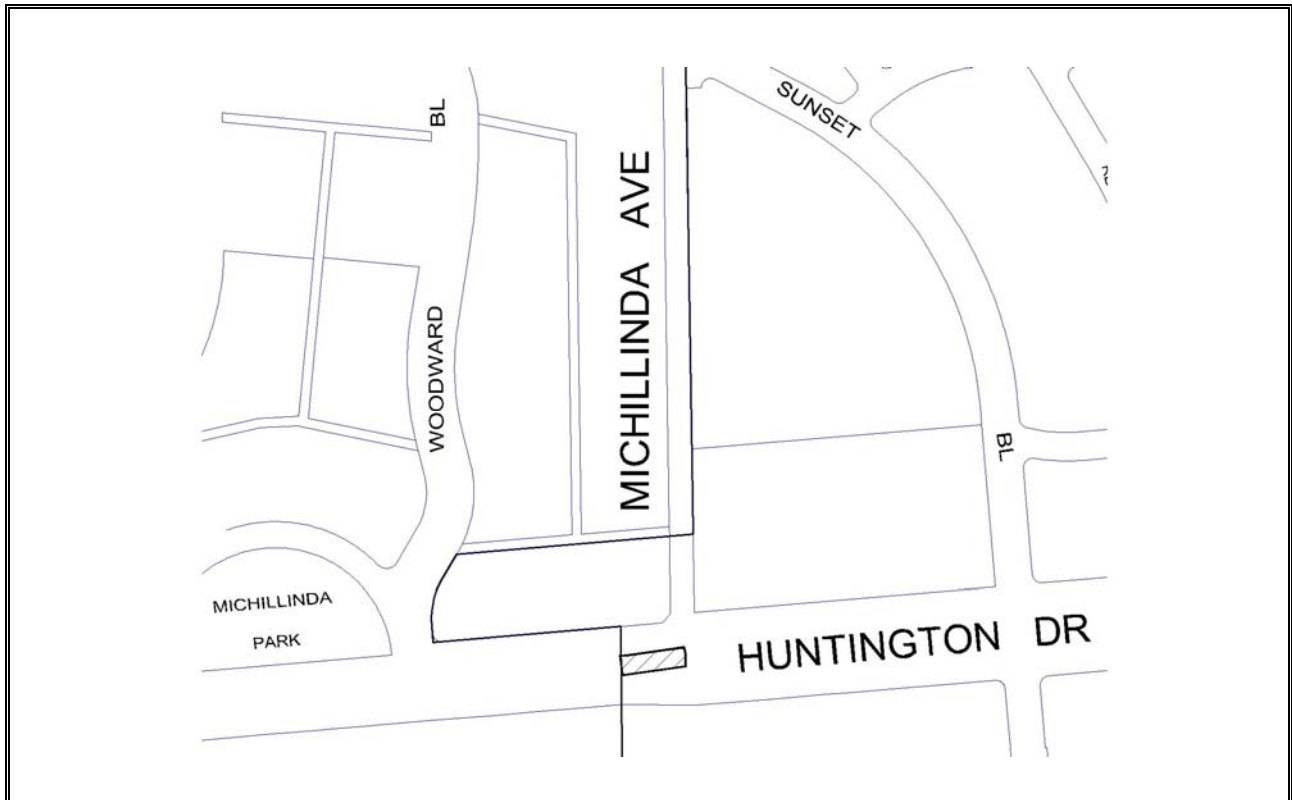 BL
SUNSET
MICHILLINDA AVE
WOODWARD
BL
MICHILLINDA
PARK
HUNTINGTON DR